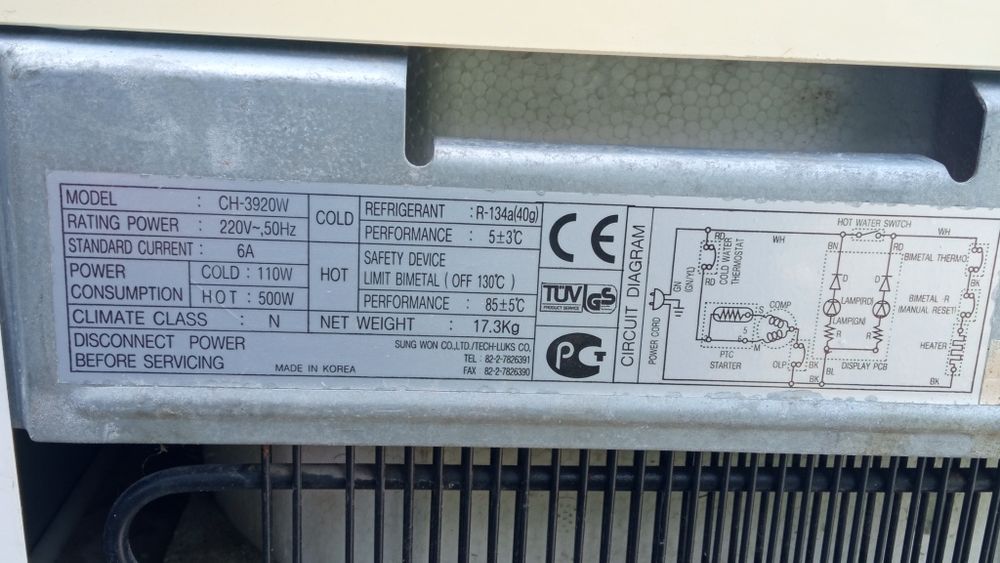 MODEL : CH-3920W
RATING POWER : 220V~,50Hz
STANDARD CURRENT : 6A
POWER CONSUMPTION
COLD : 110W
HOT : 500W
CLIMATE CLASS : N
DISCONNECT POWER
BEFORE SERVICING
MADE IN KOREA
COLD
REFRIGERANT : R-134a(40g)
PERFORMANCE : 5±3℃
HOT
SAFETY DEVICE
LIMIT BIMETAL ( OFF 130℃ )
PERFORMANCE : 85±5℃
NET WEIGHT : 17.3Kg
SUNG WON CO.,LTD./TECH-LUKS CO.,
TEL : 82-2-7826391
FAX 82-2-7826390
CE
TÜV GS
PRODUCT SERVICE
PG
CIRCUIT DIAGRAM
POWER CORD
GN
(GN/YL)
RD
RD
COLD WATER
THERMOSTAT
WH
HOT WATER SWITCH
BN
RD
WH
BIMETAL THERMO
D
D
LAMP(RD)
LAMP(GN)
R
R
BIMETAL -R
(MANUAL RESET)
HEATER
COMP
S
M
5
PTC
STARTER
OLP
BK
BL
DISPLAY PCB
BK
BK